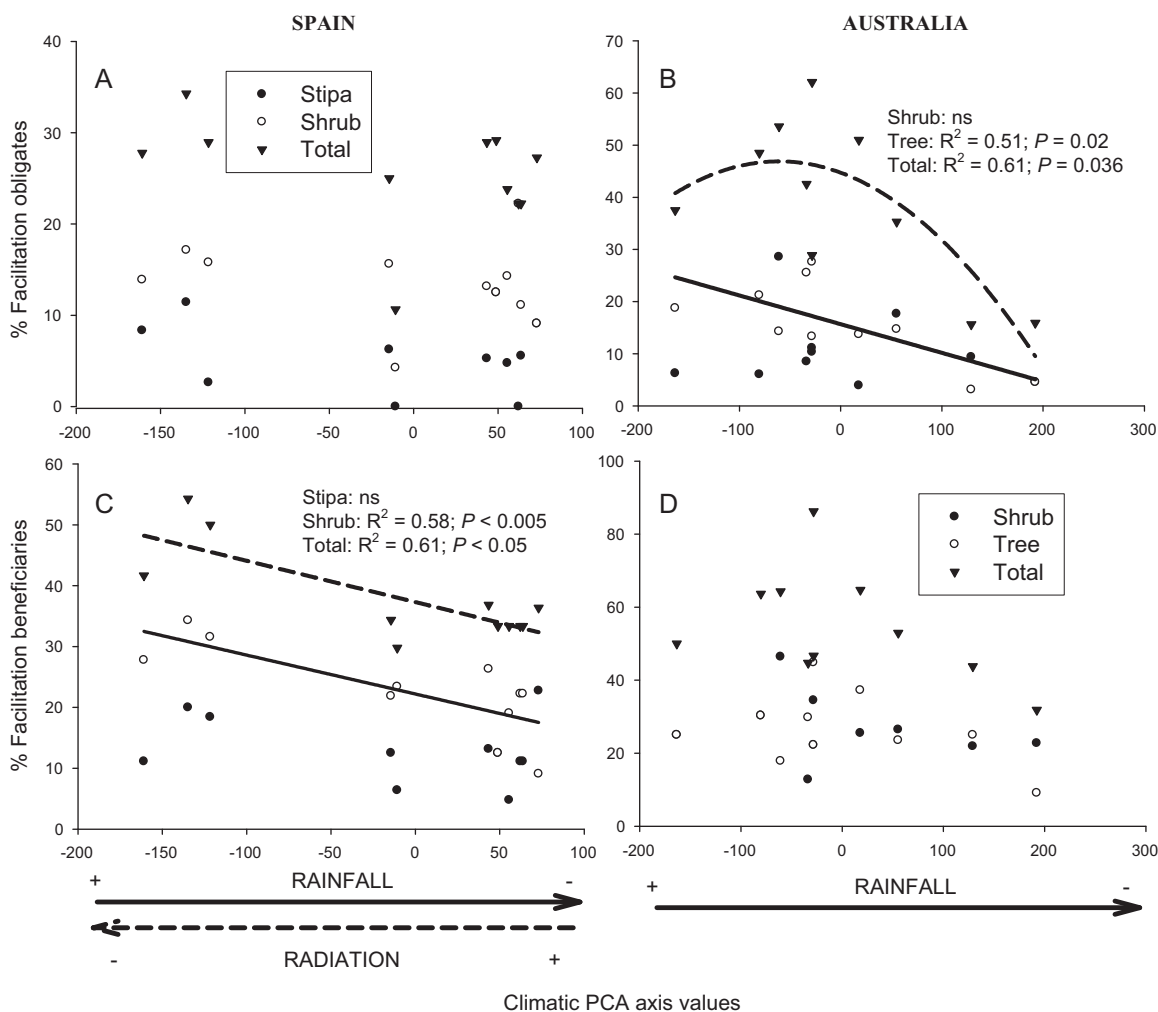 SPAIN
AUSTRALIA
% Facilitation obligates
40
30
20
10
0
A
Stipa
Shrub
Total
-200 -150 -100 -50 0 50 100
70
60
50
40
30
20
10
0
B
Shrub: ns
Tree: R² = 0.51; P = 0.02
Total: R² = 0.61; P = 0.036
-200 -100 0 100 200 300
% Facilitation beneficiaries
60
50
40
30
20
10
0
C
Stipa: ns
Shrub: R² = 0.58; P < 0.005
Total: R² = 0.61; P < 0.05
-200 -150 -100 -50 0 50 100
100
80
60
40
20
0
D
Shrub
Tree
Total
-200 -100 0 100 200 300
+ RAINFALL -
- RADIATION +
+ RAINFALL -
Climatic PCA axis values